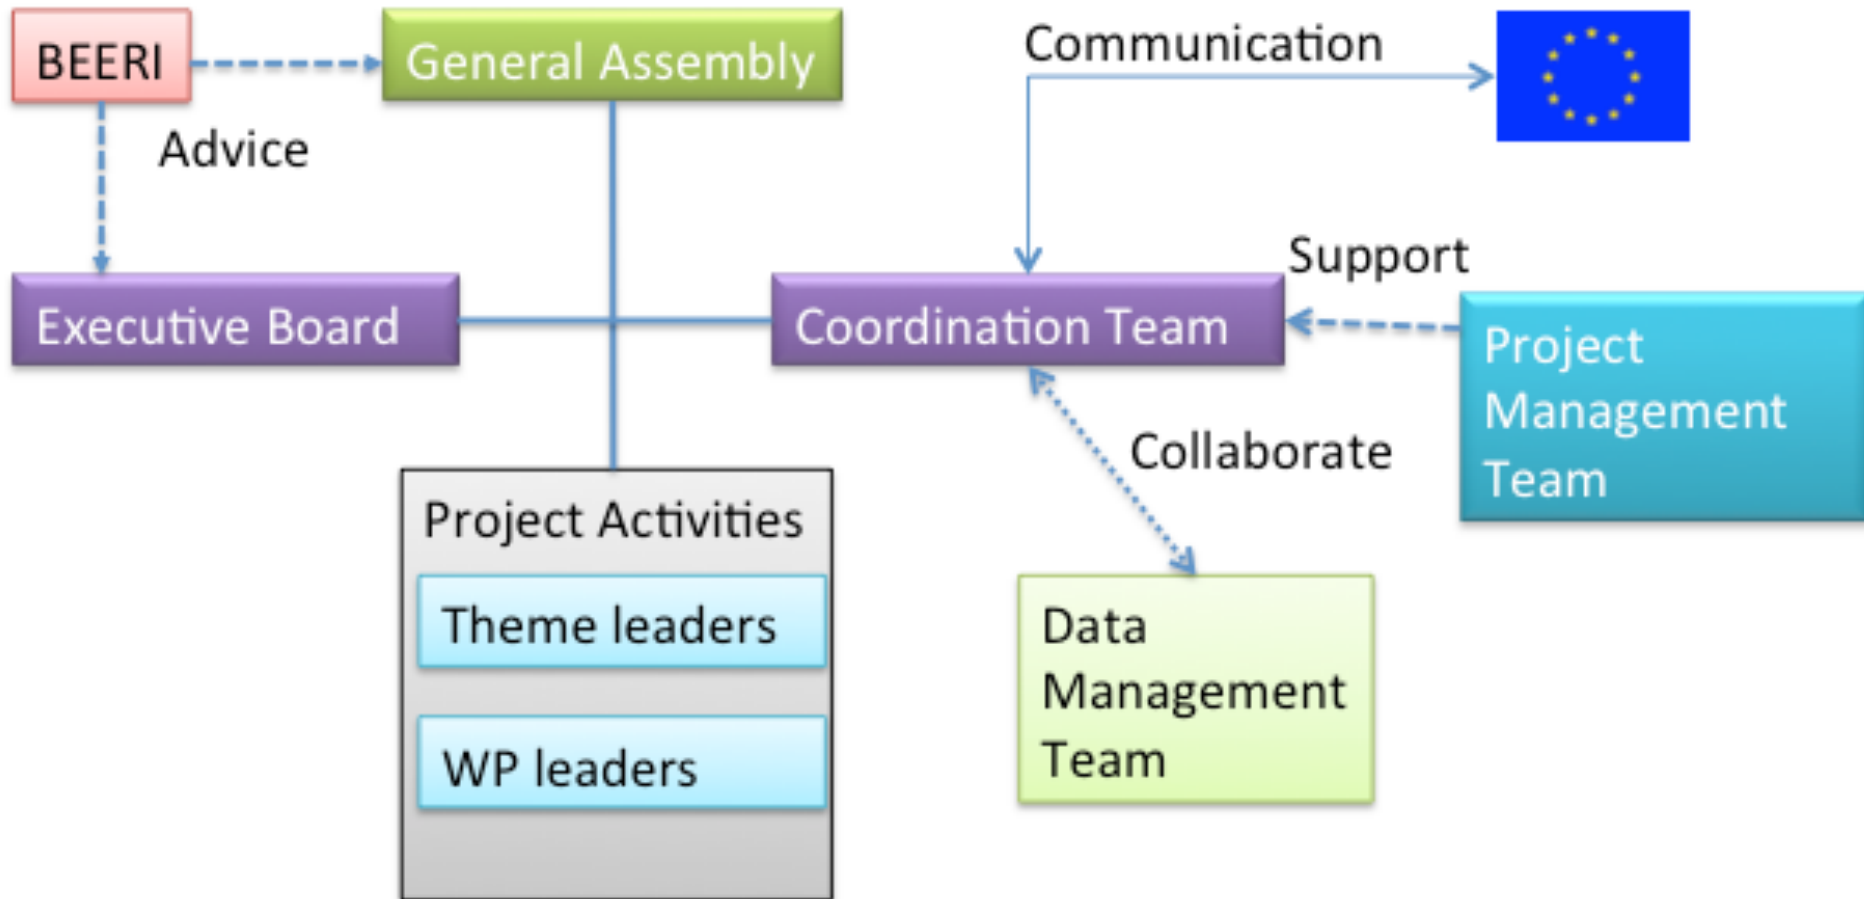 BEERI
General Assembly
Communication
Advice
Support
Executive Board
Coordination Team
Project
Management
Team
Collaborate
Project Activities
Theme leaders
WP leaders
Data
Management
Team